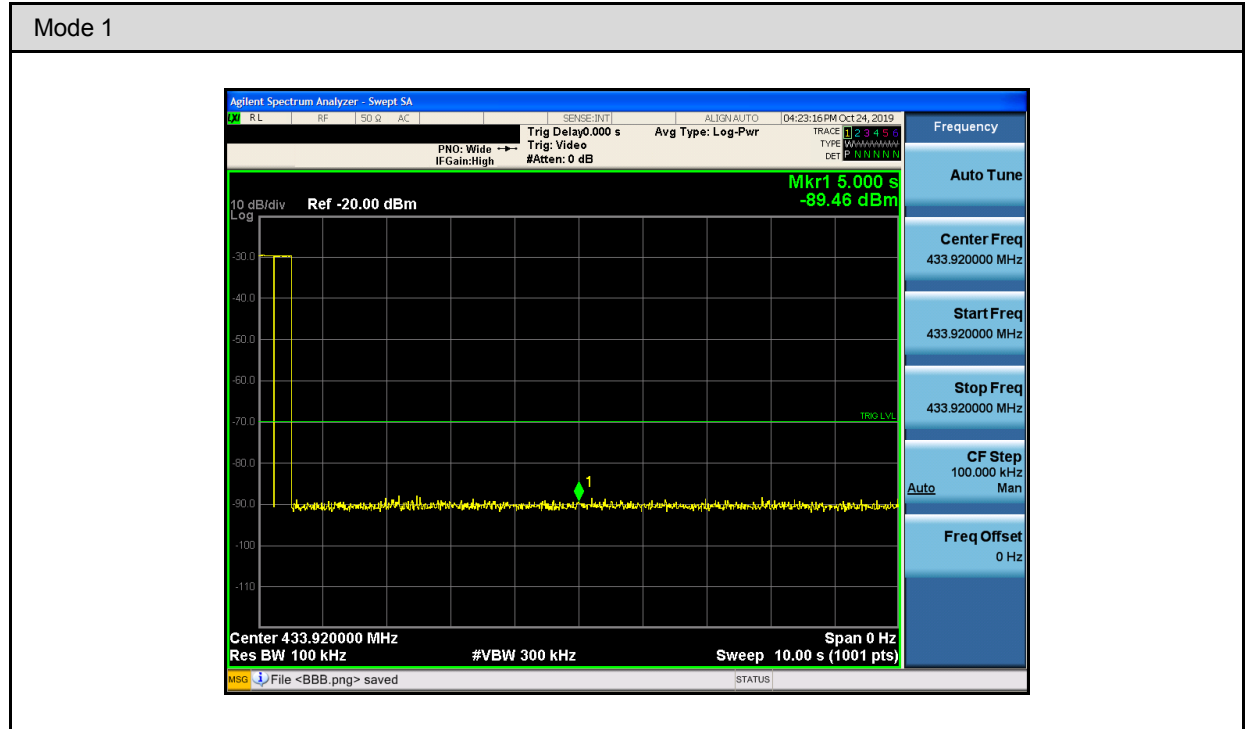 Mode 1
Agilent Spectrum Analyzer - Swept SA
LXI RL RF 50 Ω AC SENSE:INT ALIGN AUTO 04:23:16 PM Oct 24, 2019
Trig Delay0.000 s Avg Type: Log-Pwr TRACE 1 2 3 4 5 6
PNO: Wide Trig: Video TYPE WWWWWW
IFGain:High #Atten: 0 dB DET P N N N N N
Mkr1 5.000 s
10 dB/div Ref -20.00 dBm -89.46 dBm
Log
-30.0
-40.0
-50.0
-60.0
-70.0 TRIG LVL
-80.0
1
-90.0
-100
-110
Center 433.920000 MHz Span 0 Hz
Res BW 100 kHz #VBW 300 kHz Sweep 10.00 s (1001 pts)
MSG File <BBB.png> saved STATUS
Frequency
Auto Tune
Center Freq
433.920000 MHz
Start Freq
433.920000 MHz
Stop Freq
433.920000 MHz
CF Step
100.000 kHz
Auto Man
Freq Offset
0 Hz